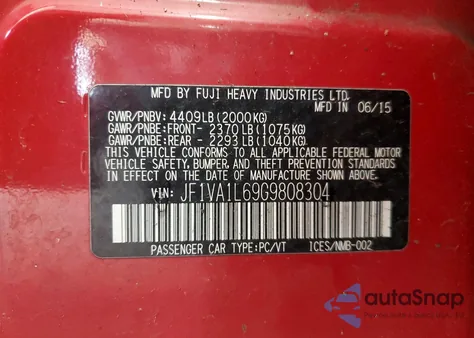 MFD BY FUJI HEAVY INDUSTRIES LTD.
MFD IN 06/15
GVWR/PNBV: 4409LB(2000KG)
GAWR/PNBE:FRONT- 2370LB(1075KG)
GAWR/PNBE:REAR - 2293LB(1040KG)
THIS VEHICLE CONFORMS TO ALL APPLICABLE FEDERAL MOTOR
VEHICLE SAFETY, BUMPER, AND THEFT PREVENTION STANDARDS
IN EFFECT ON THE DATE OF MANUFACTURE SHOWN ABOVE.
VIN: JF1VA1L69G9808304
PASSENGER CAR TYPE:PC/VT ICES/NMB-002
autoSnap